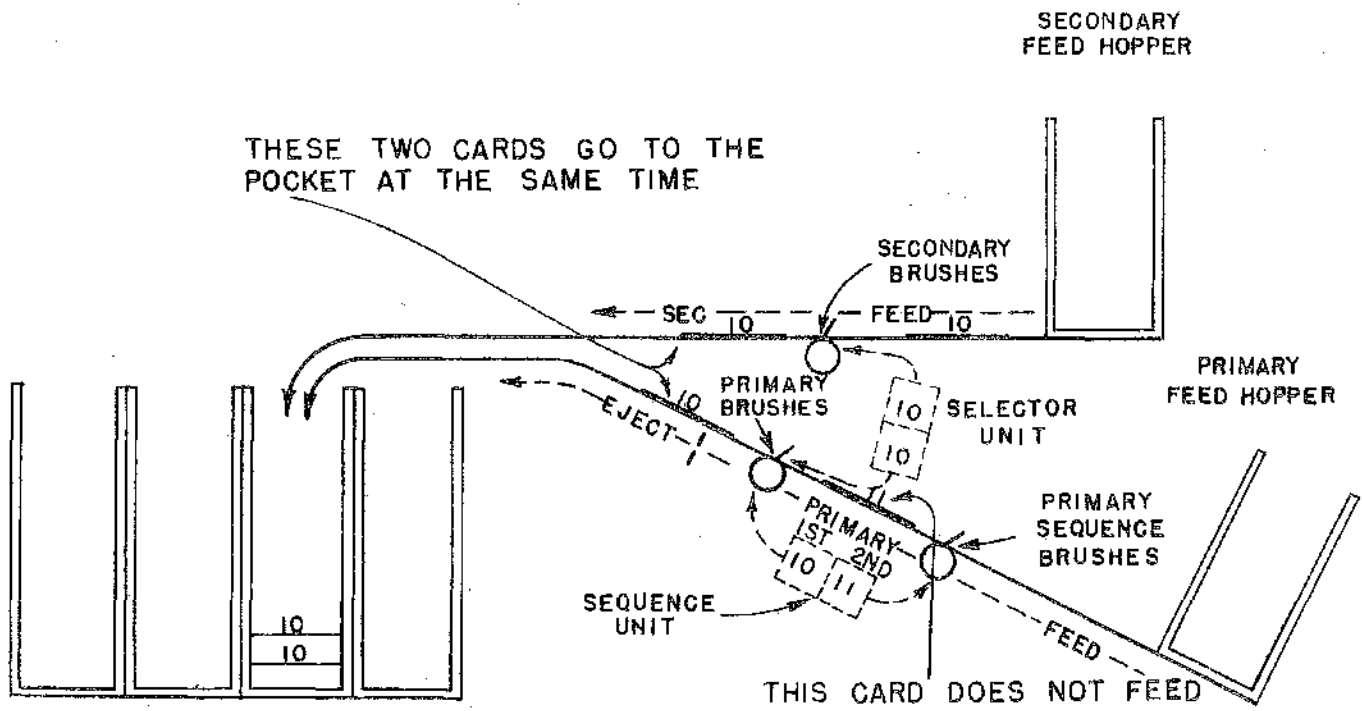 SECONDARY
FEED HOPPER
THESE TWO CARDS GO TO THE
POCKET AT THE SAME TIME
SECONDARY
BRUSHES
SEC 10 FEED 10
PRIMARY
FEED HOPPER
PRIMARY
BRUSHES
10
EJECT
10
10
SELECTOR
UNIT
11
PRIMARY
1ST 2ND
10 11
PRIMARY
SEQUENCE
BRUSHES
SEQUENCE
UNIT
FEED
10
10
THIS CARD DOES NOT FEED